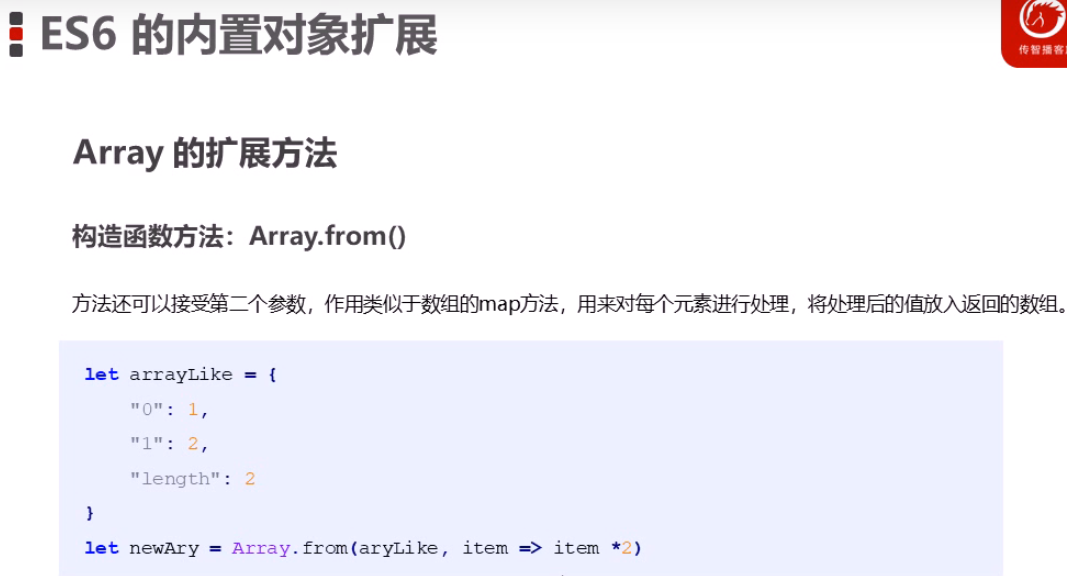 ES6 的内置对象扩展
传智播客
Array 的扩展方法
构造函数方法：Array.from()
方法还可以接受第二个参数，作用类似于数组的map方法，用来对每个元素进行处理，将处理后的值放入返回的数组。
let arrayLike = {
"0": 1,
"1": 2,
"length": 2
}
let newAry = Array.from(aryLike, item => item *2)